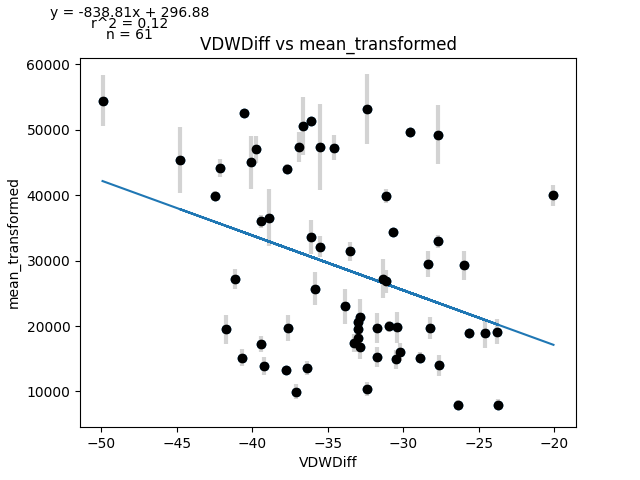 y = -838.81x + 296.88
r^2 = 0.12
n = 61
VDWDiff vs mean_transformed
60000
50000
40000
30000
20000
10000
mean_transformed
−50
−45
−40
−35
−30
−25
−20
VDWDiff